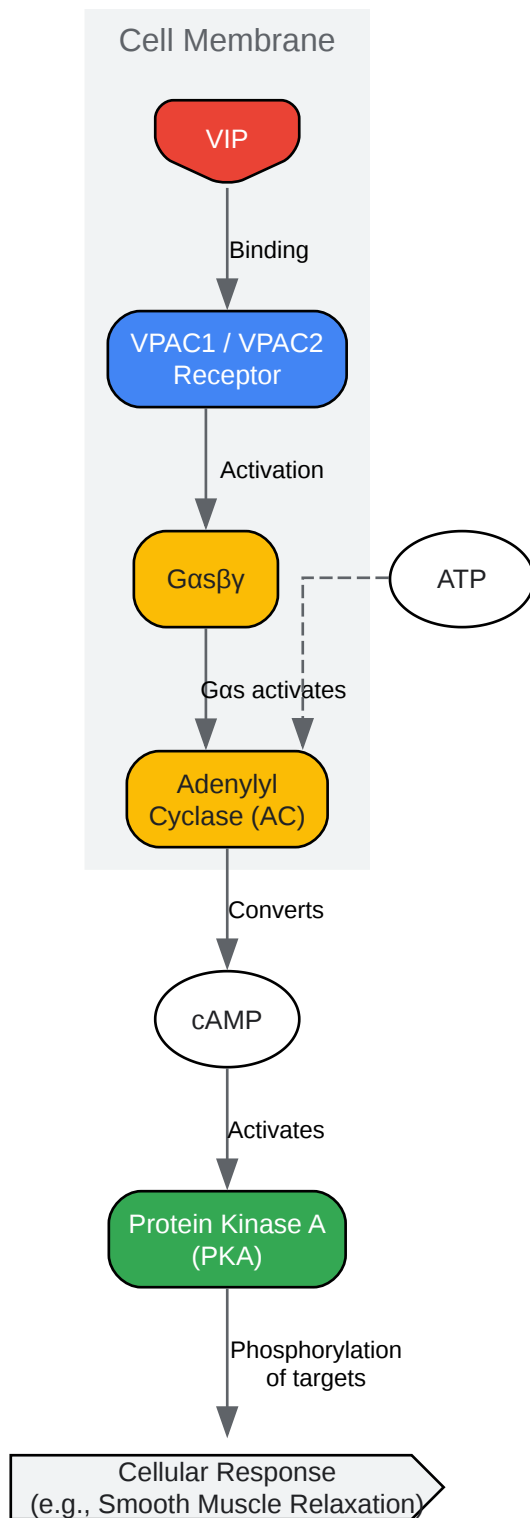 Cell Membrane
VIP
Binding
VPAC1 / VPAC2
Receptor
Activation
Gαsβγ
ATP
Gαs activates
Adenylyl
Cyclase (AC)
Converts
cAMP
Activates
Protein Kinase A
(PKA)
Phosphorylation
of targets
Cellular Response
(e.g., Smooth Muscle Relaxation)